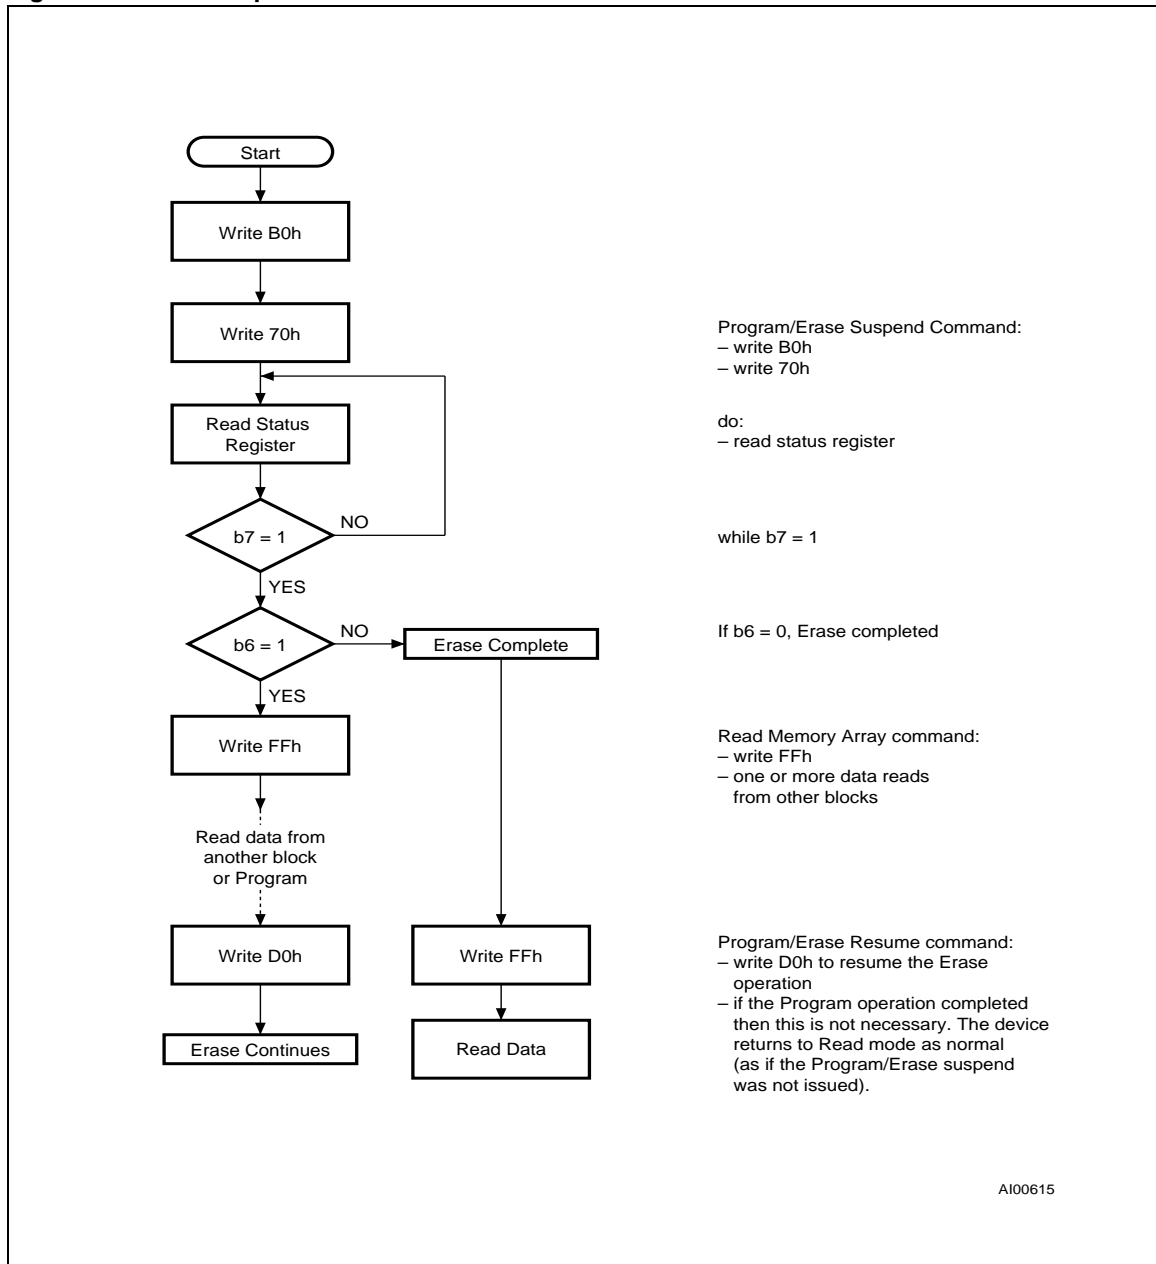 Start
Write B0h
Write 70h
Read Status
Register
b7 = 1
NO
YES
b6 = 1
NO
Erase Complete
YES
Write FFh
Read data from
another block
or Program
Write D0h
Erase Continues
Write FFh
Read Data
Program/Erase Suspend Command:
– write B0h
– write 70h
do:
– read status register
while b7 = 1
If b6 = 0, Erase completed
Read Memory Array command:
– write FFh
– one or more data reads
from other blocks
Program/Erase Resume command:
– write D0h to resume the Erase
operation
– if the Program operation completed
then this is not necessary. The device
returns to Read mode as normal
(as if the Program/Erase suspend
was not issued).
AI00615